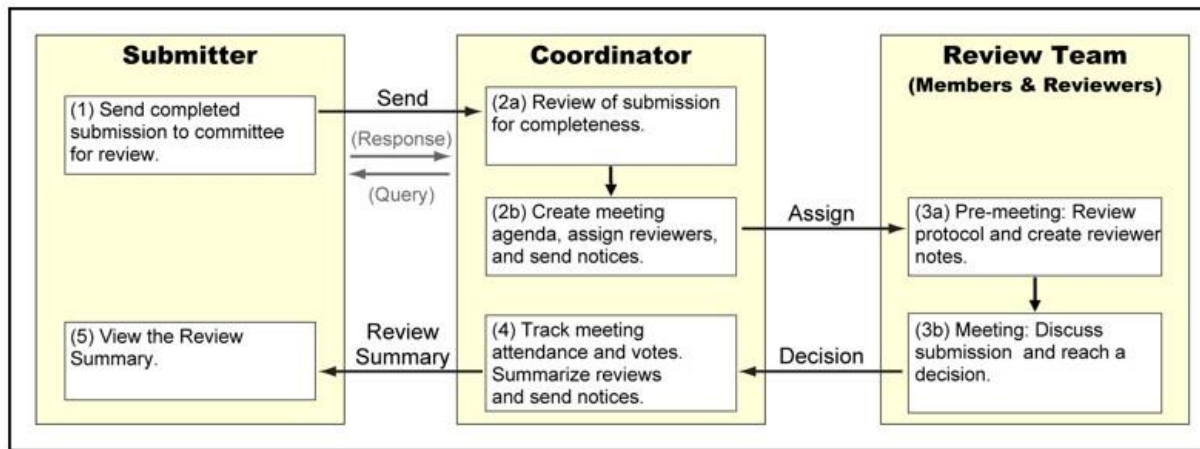 Submitter
(1) Send completed
submission to committee
for review.
Send
(Response)
(Query)
Coordinator
(2a) Review of submission
for completeness.
(2b) Create meeting
agenda, assign reviewers,
and send notices.
Assign
Review Team
(Members & Reviewers)
(3a) Pre-meeting: Review
protocol and create reviewer
notes.
(3b) Meeting: Discuss
submission and reach a
decision.
Decision
(4) Track meeting
attendance and votes.
Summarize reviews
and send notices.
Review
Summary
(5) View the Review
Summary.